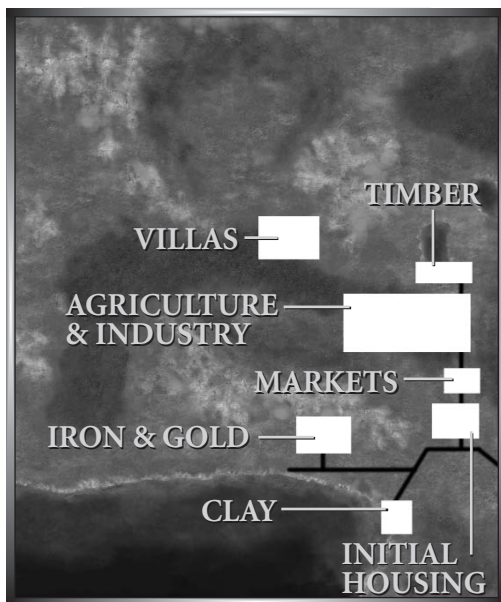 TIMBER
VILLAS
AGRICULTURE
& INDUSTRY
MARKETS
IRON & GOLD
CLAY
INITIAL
HOUSING